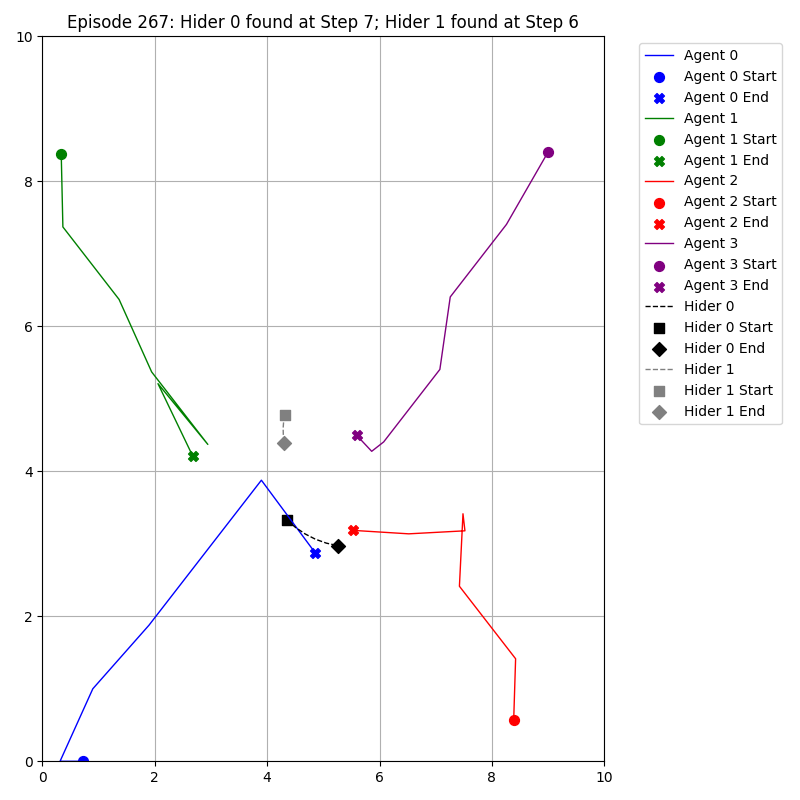 Episode 267: Hider 0 found at Step 7; Hider 1 found at Step 6
10
8
6
4
2
0
0
2
4
6
8
10
Agent 0
Agent 0 Start
Agent 0 End
Agent 1
Agent 1 Start
Agent 1 End
Agent 2
Agent 2 Start
Agent 2 End
Agent 3
Agent 3 Start
Agent 3 End
Hider 0
Hider 0 Start
Hider 0 End
Hider 1
Hider 1 Start
Hider 1 End